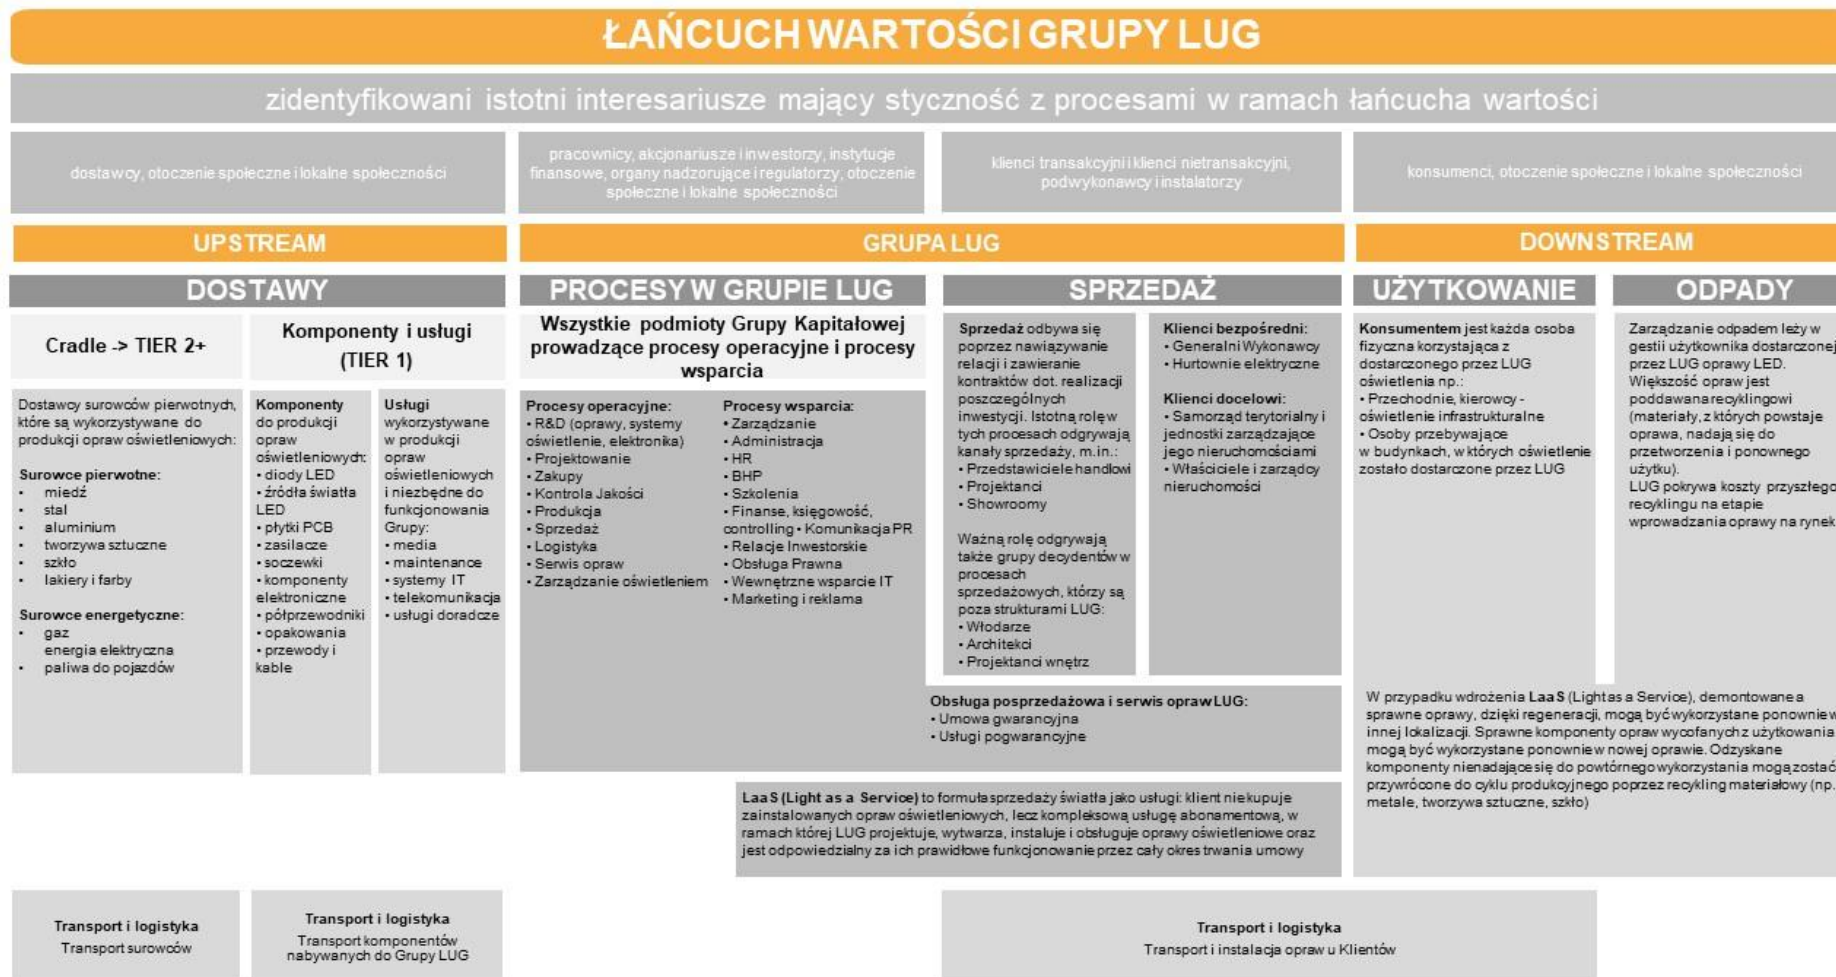 ŁAŃCUCH WARTOŚCI GRUPY LUG
zidentyfikowani istotni interesariusze mający styczność z procesami w ramach łańcucha wartości
dostawcy, otoczenie społeczne i lokalne społeczności
pracownicy, akcjonariusze i inwestorzy, instytucje
finansowe, organy nadzorujące i regulatorzy, otoczenie
społeczne i lokalne społeczności
klienci transakcyjni i klienci nietransakcyjni,
podwykonawcy i instalatorzy
konsumenci, otoczenie społeczne i lokalne społeczności
UPSTREAM
GRUPA LUG
DOWNSTREAM
DOSTAWY
PROCESY W GRUPIE LUG
SPRZEDAŻ
UŻYTKOWANIE
ODPADY
Cradle -> TIER 2+
Komponenty i usługi
(TIER 1)
Wszystkie podmioty Grupy Kapitałowej
prowadzące procesy operacyjne i procesy
wsparcia
Dostawcy surowców pierwotnych,
które są wykorzystywane do
produkcji opraw oświetleniowych:
Surowce pierwotne:
• miedź
• stal
• aluminium
• tworzywa sztuczne
• szkło
• lakiery i farby
Surowce energetyczne:
• gaz
energia elektryczna
• paliwa do pojazdów
Komponenty
do produkcji
opraw
oświetleniowych:
• diody LED
• źródła światła
LED
• płytki PCB
• zasilacze
• soczewki
• komponenty
elektroniczne
• półprzewodniki
• opakowania
• przewody i
kable
Usługi
wykorzystywane
w produkcji
opraw
oświetleniowych
i niezbędne do
funkcjonowania
Grupy:
• media
• maintenance
• systemy IT
• telekomunikacja
• usługi doradcze
Procesy operacyjne:
• R&D (oprawy, systemy
oświetlenie, elektronika)
• Projektowanie
• Zakupy
• Kontrola Jakości
• Produkcja
• Sprzedaż
• Logistyka
• Serwis opraw
• Zarządzanie oświetleniem
Procesy wsparcia:
• Zarządzanie
• Administracja
• HR
• BHP
• Szkolenia
• Finanse, księgowość,
controlling • Komunikacja PR
• Relacje Inwestorskie
• Obsługa Prawna
• Wewnętrzne wsparcie IT
• Marketing i reklama
Sprzedaż odbywa się
poprzez nawiązywanie
relacji i zawieranie
kontraktów dot. realizacji
poszczególnych
inwestycji. Istotną rolę w
tych procesach odgrywają
kanały sprzedaży, m.in.:
• Przedstawiciele handlowi
• Projektanci
• Showroomy
Ważną rolę odgrywają
także grupy decydentów w
procesach
sprzedażowych, którzy są
poza strukturami LUG:
• Włodarze
• Architekci
• Projektanci wnętrz
Klienci bezpośredni:
• Generalni Wykonawcy
• Hurtownie elektryczne
Klienci docelowi:
• Samorząd terytorialny i
jednostki zarządzające
jego nieruchomościami
• Właściciele i zarządcy
nieruchomości
Konsumentem jest każda osoba
fizyczna korzystająca z
dostarczonego przez LUG
oświetlenia np.:
• Przechodnie, kierowcy -
oświetlenie infrastrukturalne
• Osoby przebywające
w budynkach, w których oświetlenie
zostało dostarczone przez LUG
Zarządzanie odpadem leży w
gestii użytkownika dostarczonej
przez LUG oprawy LED.
Większość opraw jest
poddawana recyklingowi
(materiały, z których powstaje
oprawa, nadają się do
przetworzenia i ponownego
użytku).
LUG pokrywa koszty przyszłego
recyklingu na etapie
wprowadzania oprawy na rynek
Obsługa posprzedażowa i serwis opraw LUG:
• Umowa gwarancyjna
• Usługi pogwarancyjne
W przypadku wdrożenia LaaS (Light as a Service), demontowane a
sprawne oprawy, dzięki regeneracji, mogą być wykorzystane ponownie w
innej lokalizacji. Sprawne komponenty opraw wycofanych z użytkowania
mogą być wykorzystane ponownie w nowej oprawie. Odzyskane
komponenty nienadające się do powtórnego wykorzystania mogą zostać
przywrócone do cyklu produkcyjnego poprzez recykling materiałowy (np.
metale, tworzywa sztuczne, szkło)
LaaS (Light as a Service) to formuła sprzedaży światła jako usługi: klient nie kupuje
zainstalowanych opraw oświetleniowych, lecz kompleksową usługę abonamentową, w
ramach której LUG projektuje, wytwarza, instaluje i obsługuje oprawy oświetleniowe oraz
jest odpowiedzialny za ich prawidłowe funkcjonowanie przez cały okres trwania umowy
Transport i logistyka
Transport surowców
Transport i logistyka
Transport komponentów
nabywanych do Grupy LUG
Transport i logistyka
Transport i instalacja opraw u Klientów